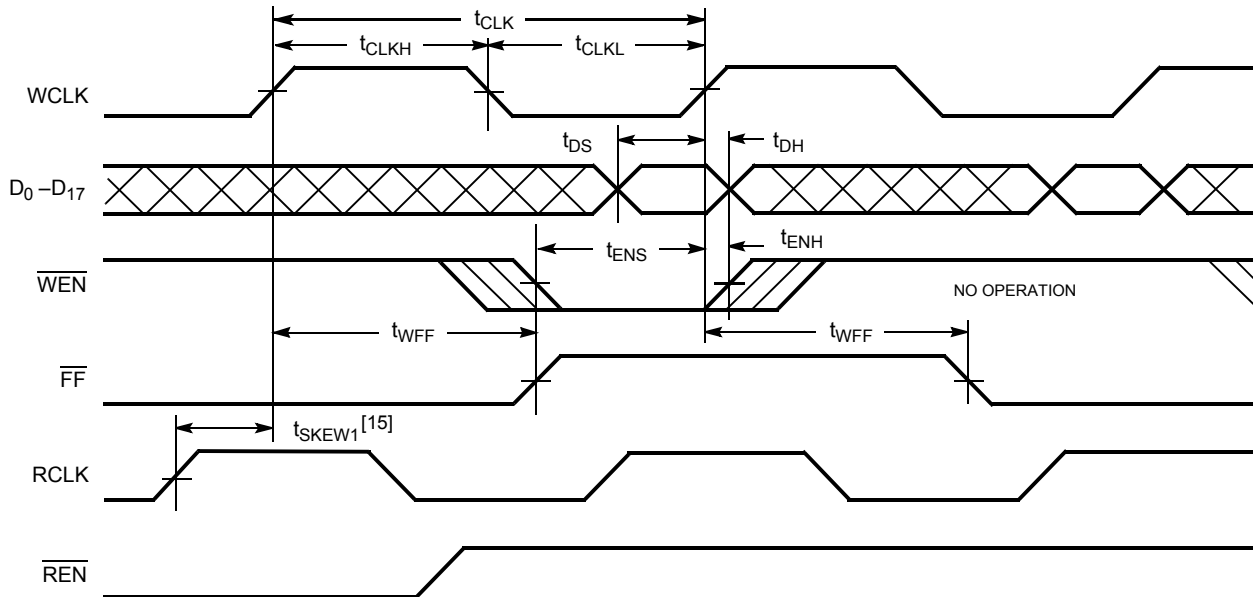 tCLK
tCLKH tCLKL
WCLK
tDS tDH
D0 –D17
tENS tENH
WEN
NO OPERATION
tWFF tWFF
FF
tSKEW1[15]
RCLK
REN